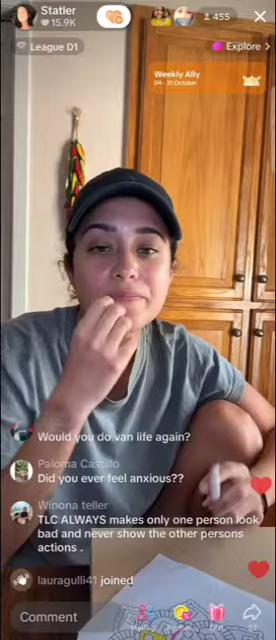 Statler
15.9K
455
League D1
Explore >
Weekly Ally
04 - 31 October
Would you do van life again?
Paloma Castillo
Did you ever feel anxious??
Winona teller
TLC ALWAYS makes only one person look
bad and never show the other persons
actions .
lauragulli41 joined
Comment